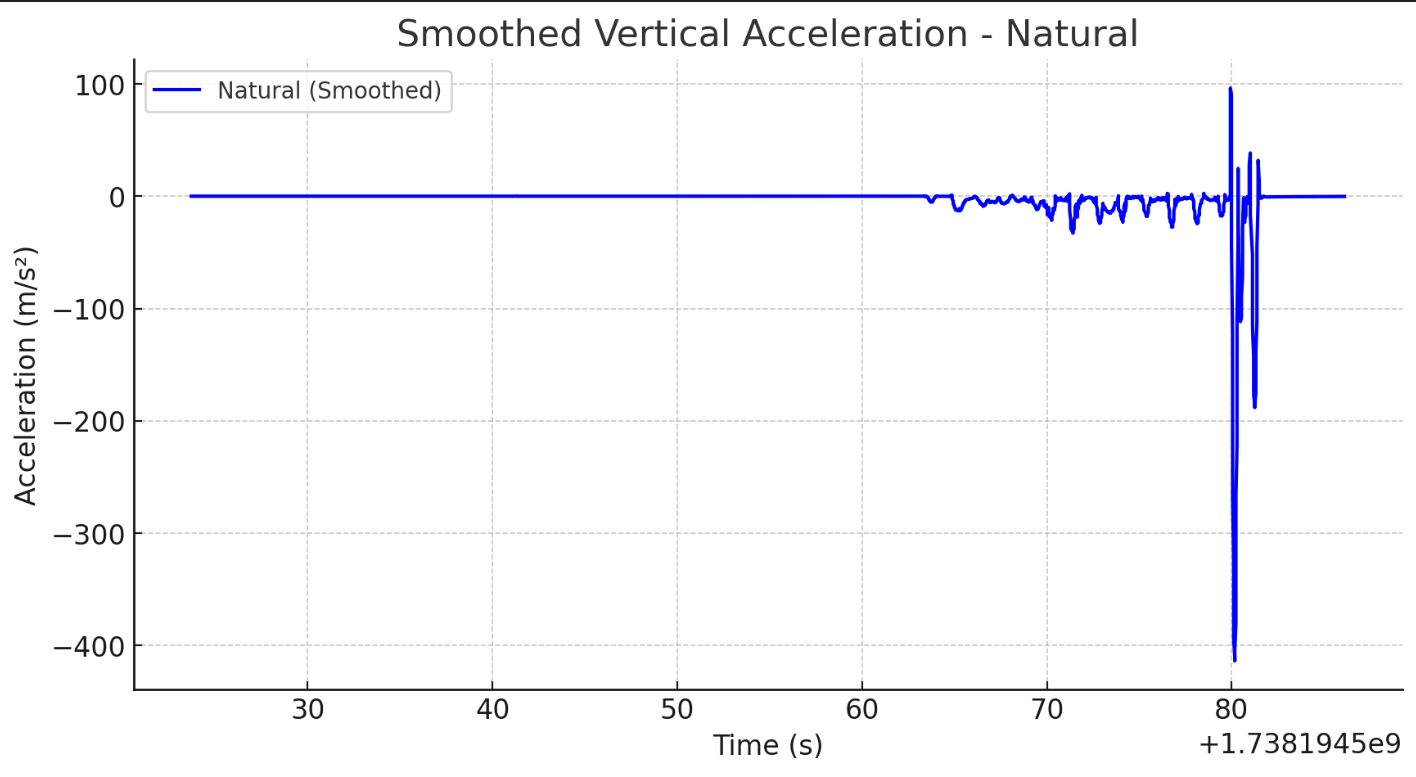 Smoothed Vertical Acceleration - Natural
Natural (Smoothed)
Acceleration (m/s²)
100
0
−100
−200
−300
−400
30 40 50 60 70 80
Time (s)
+1.7381945e9